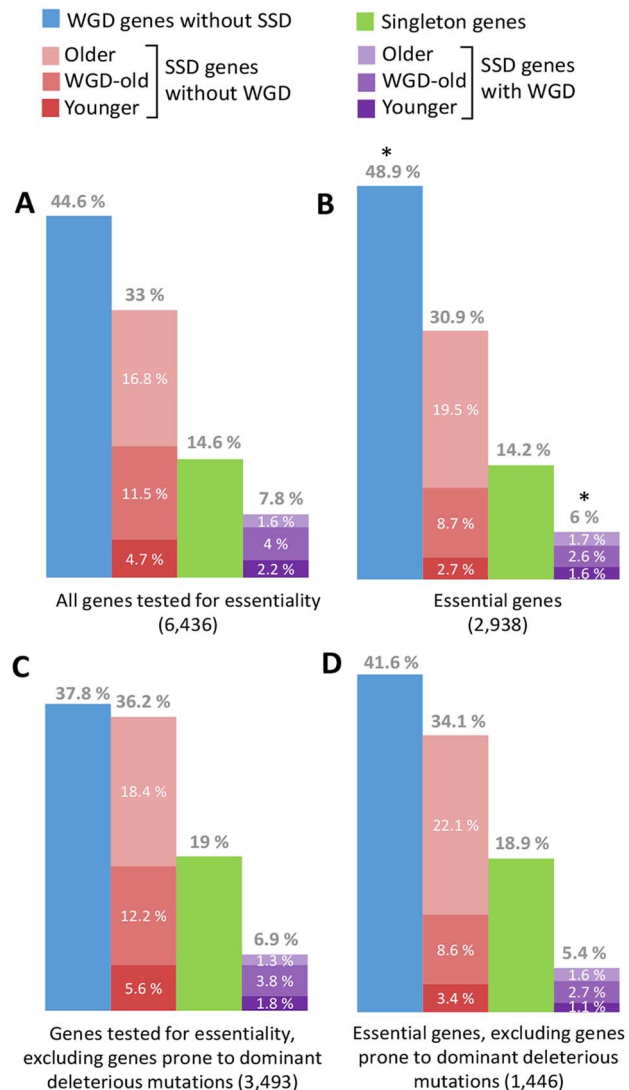 WGD genes without SSD
Older
WGD-old
Younger
SSD genes
without WGD
Singleton genes
Older
WGD-old
Younger
SSD genes
with WGD
A
44.6 %
33 %
16.8 %
11.5 %
4.7 %
14.6 %
7.8 %
1.6 %
4 %
2.2 %
All genes tested for essentiality
(6,436)
B
*
48.9 %
30.9 %
19.5 %
8.7 %
2.7 %
14.2 %
*
6 %
1.7 %
2.6 %
1.6 %
Essential genes
(2,938)
C
37.8 %
36.2 %
18.4 %
12.2 %
5.6 %
19 %
6.9 %
1.3 %
3.8 %
1.8 %
Genes tested for essentiality,
excluding genes prone to dominant
deleterious mutations (3,493)
D
41.6 %
34.1 %
22.1 %
8.6 %
3.4 %
18.9 %
5.4 %
1.6 %
2.7 %
1.1 %
Essential genes, excluding genes
prone to dominant deleterious
mutations (1,446)